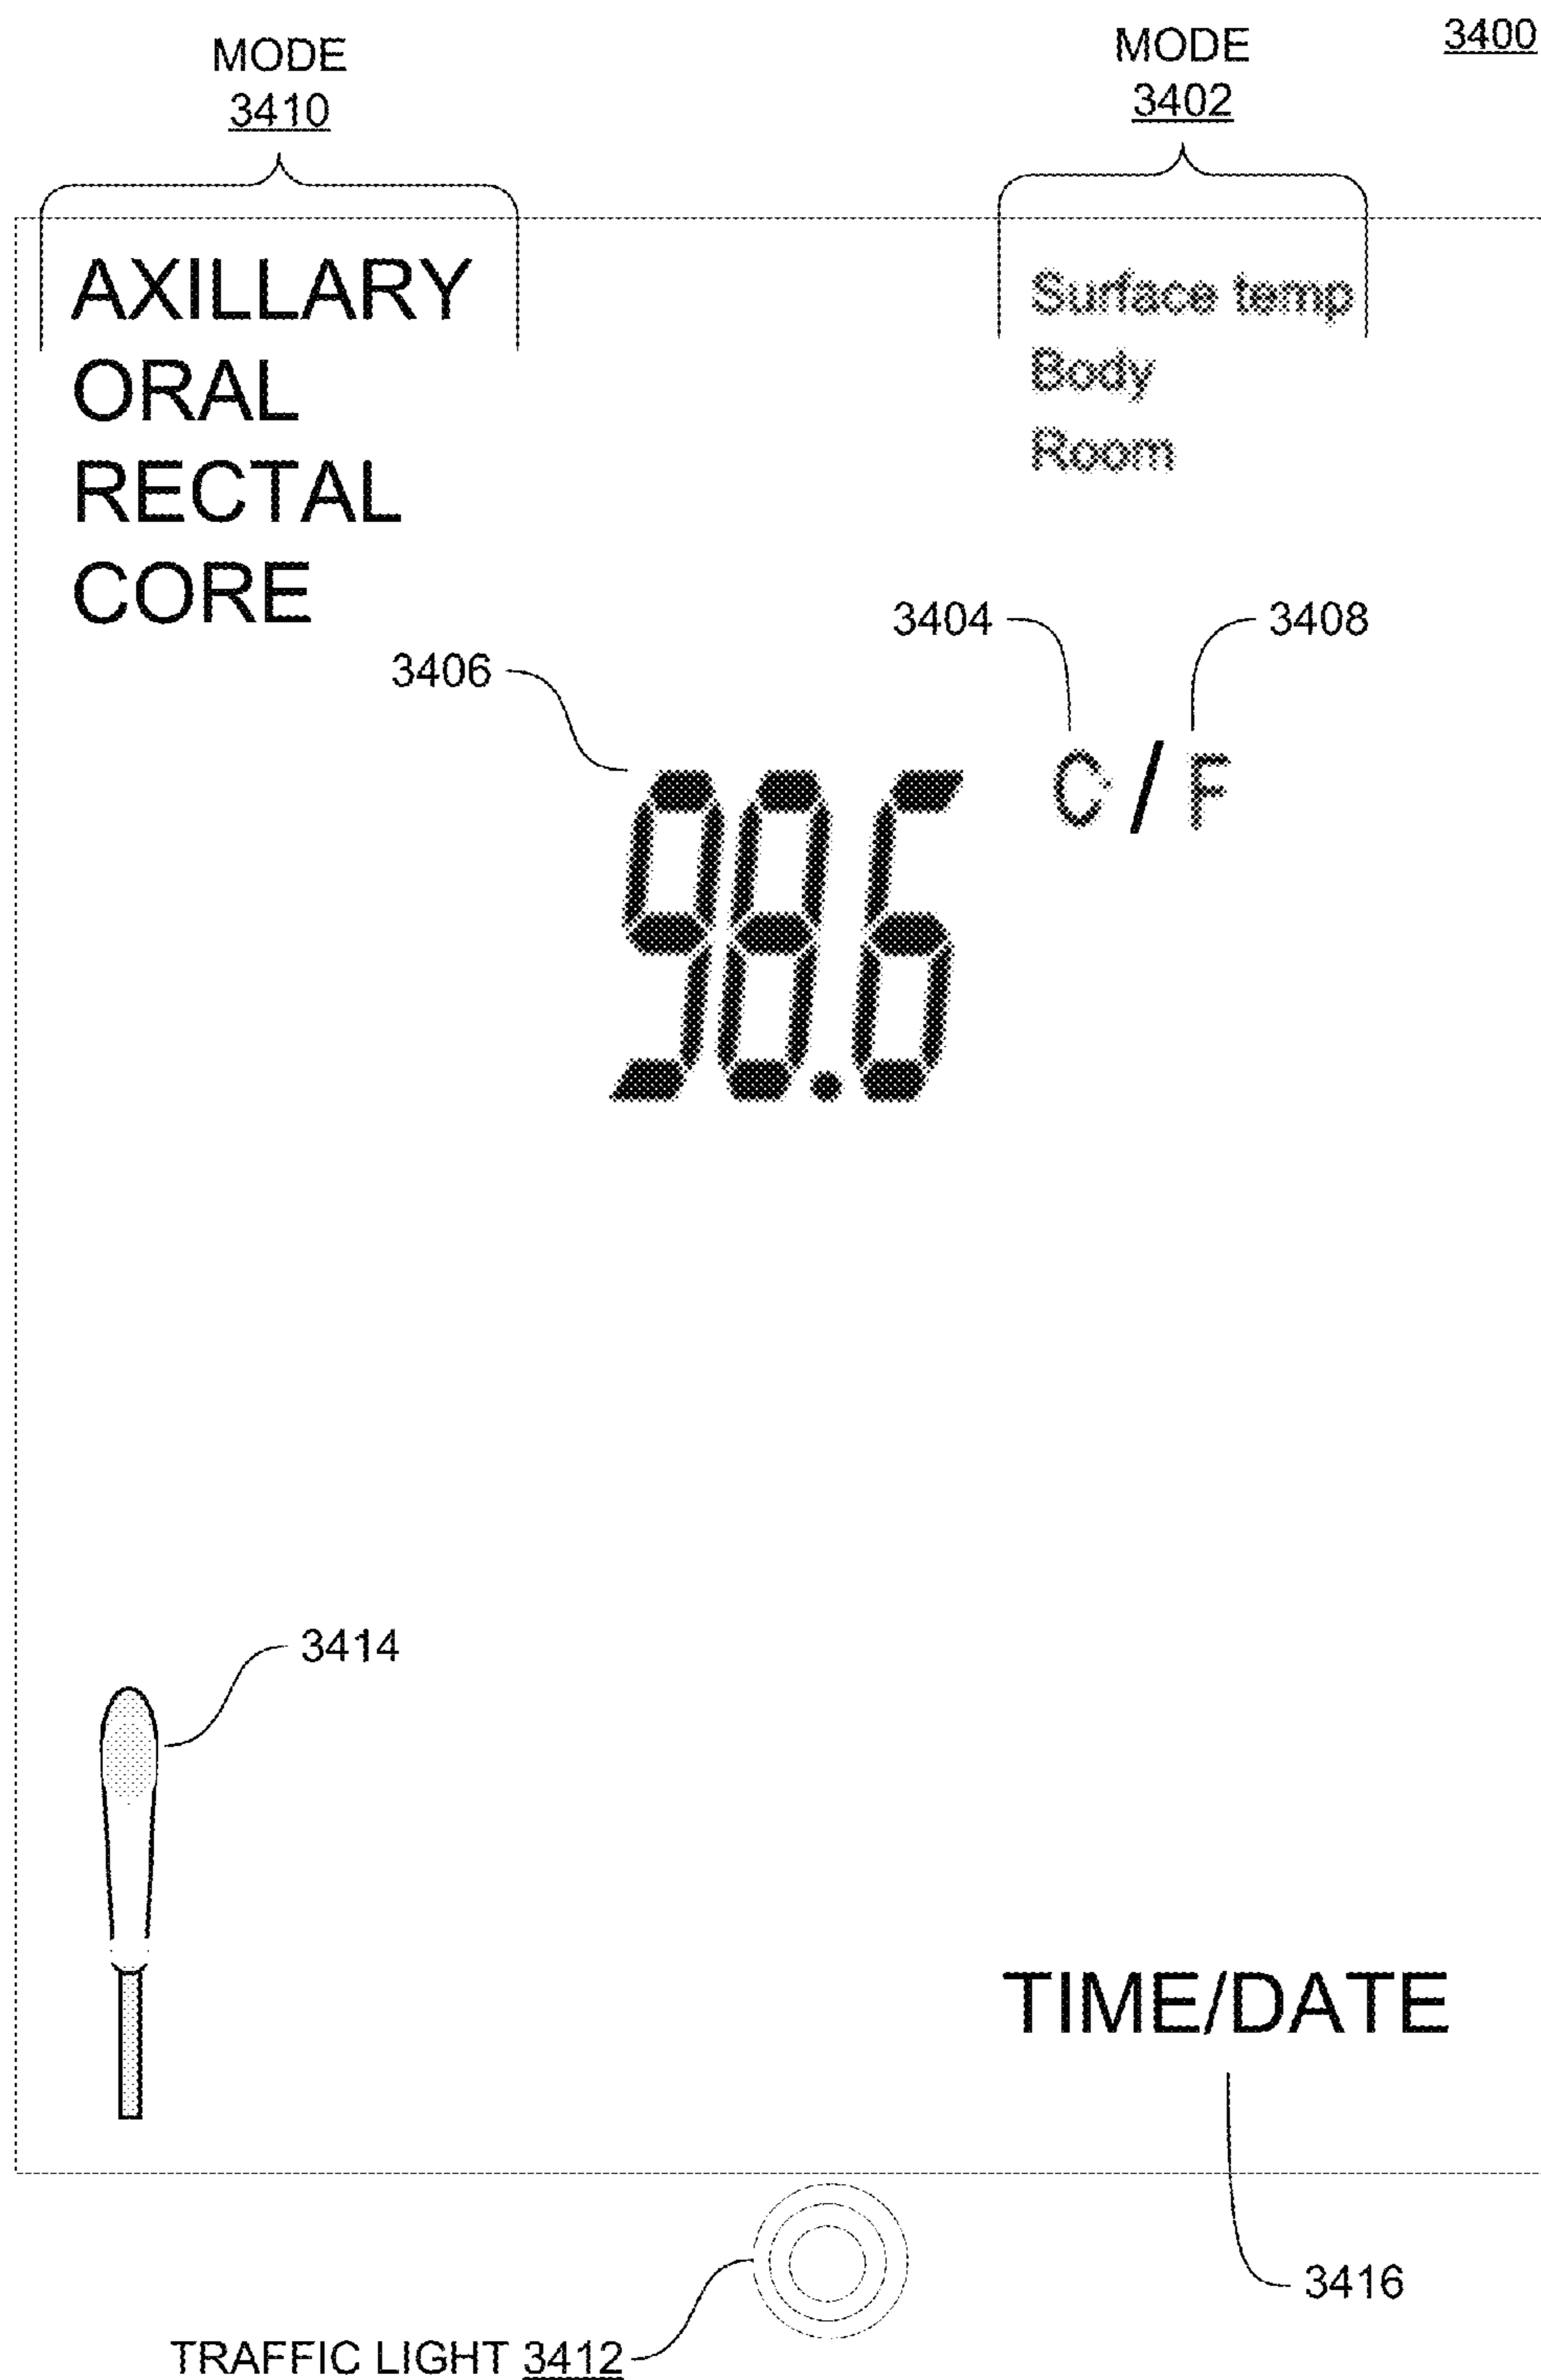 MODE
3410
MODE
3402
3400
AXILLARY
ORAL
RECTAL
CORE
Surface temp
Body
Room
3404
3408
3406
C / F
98.6
3414
TIME/DATE
3416
TRAFFIC LIGHT 3412